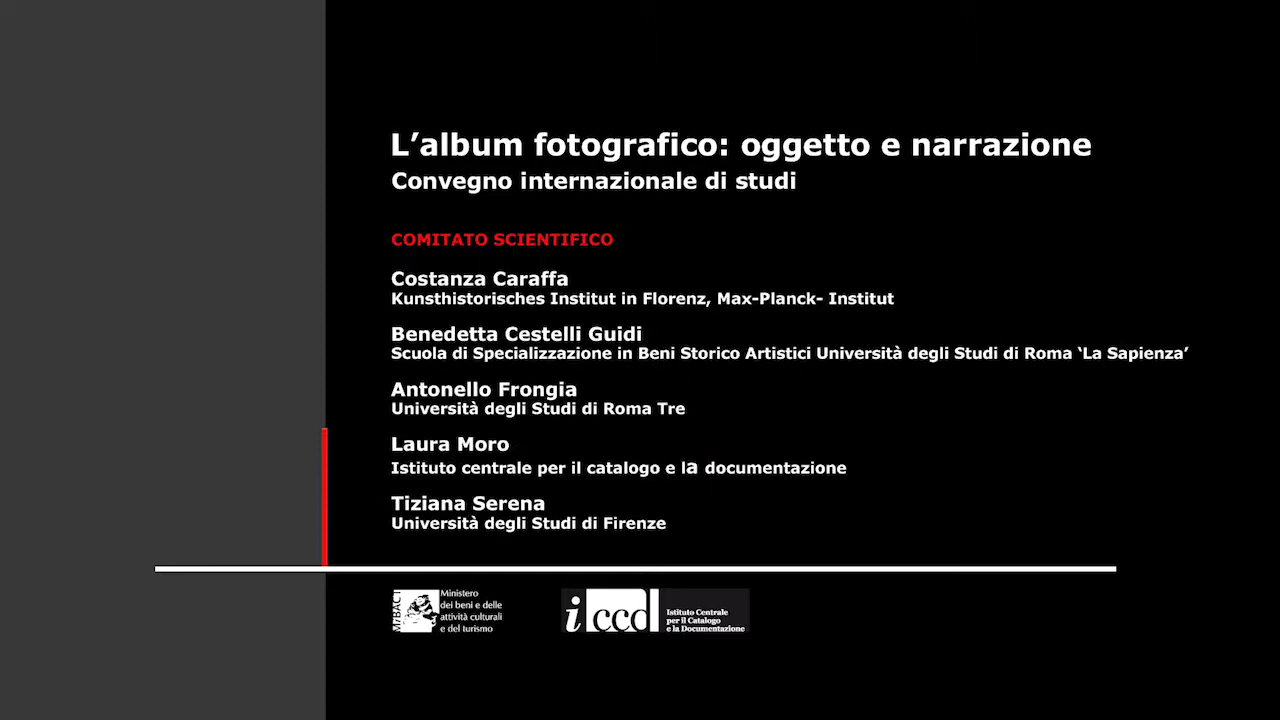 L’album fotografico: oggetto e narrazione
Convegno internazionale di studi
COMITATO SCIENTIFICO
Costanza Caraffa
Kunsthistorisches Institut in Florenz, Max-Planck- Institut
Benedetta Cestelli Guidi
Scuola di Specializzazione in Beni Storico Artistici Università degli Studi di Roma ‘La Sapienza’
Antonello Frongia
Università degli Studi di Roma Tre
Laura Moro
Istituto centrale per il catalogo e la documentazione
Tiziana Serena
Università degli Studi di Firenze
MiBACT
Ministero
dei beni e delle
attività culturali
e del turismo
iccd
Istituto Centrale
per il Catalogo
e la Documentazione